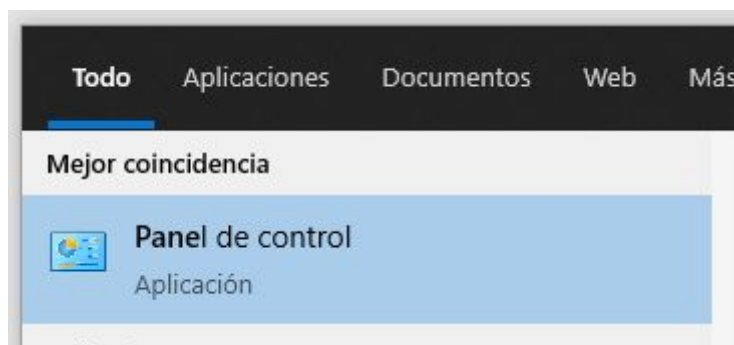 Todo Aplicaciones Documentos Web Más
Mejor coincidencia
Panel de control
Aplicación